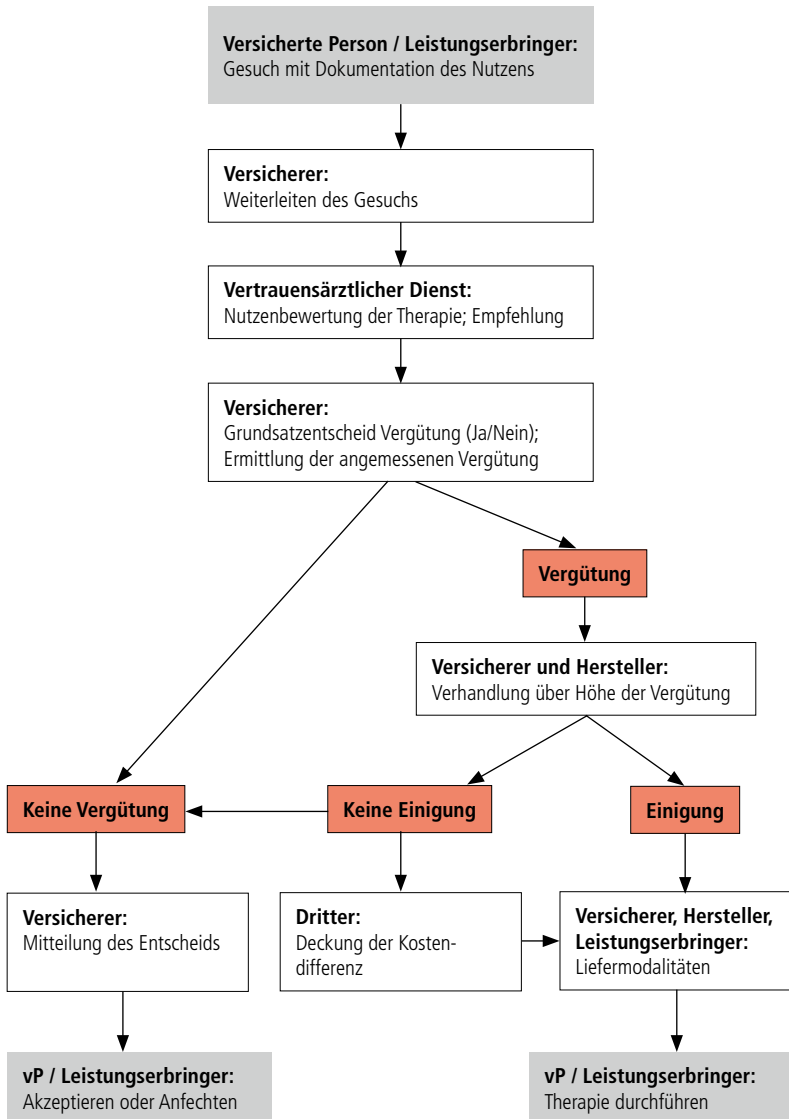 Versicherte Person / Leistungserbringer:
Gesuch mit Dokumentation des Nutzens
Versicherer:
Weiterleiten des Gesuchs
Vertrauensärztlicher Dienst:
Nutzenbewertung der Therapie; Empfehlung
Versicherer:
Grundsatzentscheid Vergütung (Ja/Nein);
Ermittlung der angemessenen Vergütung
Vergütung
Versicherer und Hersteller:
Verhandlung über Höhe der Vergütung
Keine Vergütung
Keine Einigung
Einigung
Versicherer:
Mitteilung des Entscheids
Dritter:
Deckung der Kosten-
differenz
Versicherer, Hersteller,
Leistungserbringer:
Liefermodalitäten
vP / Leistungserbringer:
Akzeptieren oder Anfechten
vP / Leistungserbringer:
Therapie durchführen